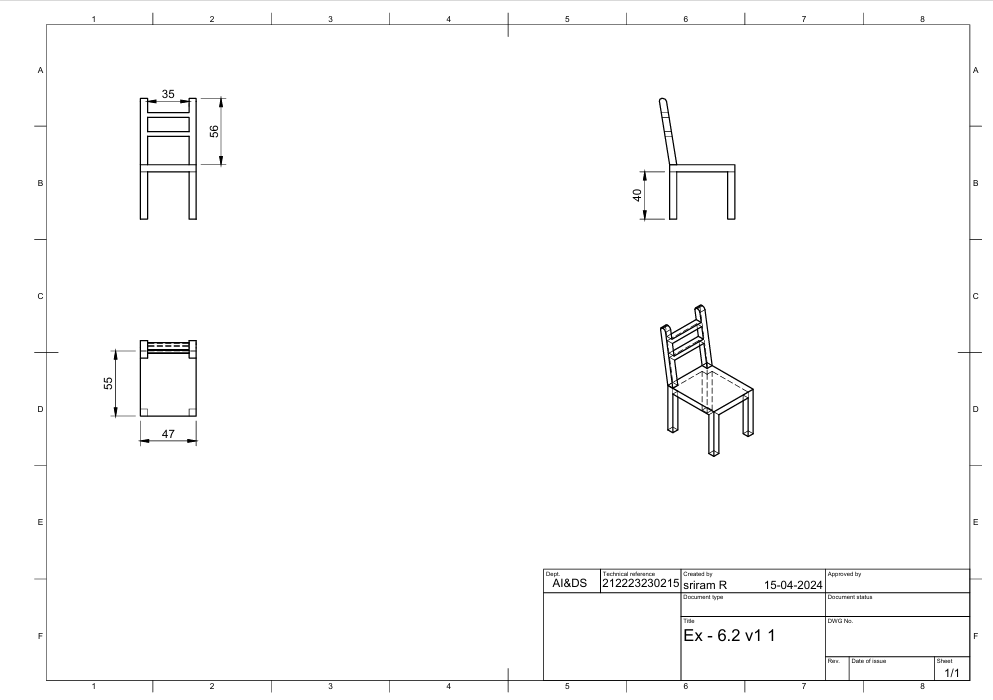 1 2 3 4 5 6 7 8
A A
35
56
B B
40
C C
55
D D
47
E E
Dept. Technical reference Created by Approved by
AI&DS 212223230215 sriram R 15-04-2024
Document type Document status
Title DWG No.
Ex - 6.2 v1 1
F F
Rev. Date of issue Sheet
1/1
1 2 3 4 5 6 7 8